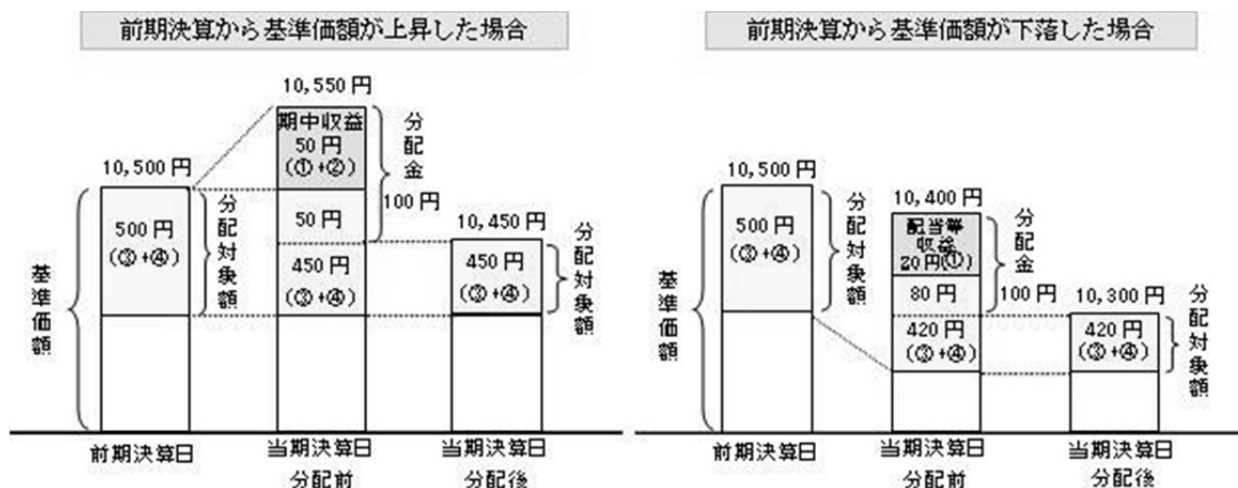 前期決算から基準価額が上昇した場合
10,500円
500円
(③+④)
分配対象額
基準価額
前期決算日
10,550円
期中収益
50円
(①+②)
50円
450円
(③+④)
分配金
100円
当期決算日
分配前
10,450円
450円
(③+④)
分配対象額
当期決算日
分配後
前期決算から基準価額が下落した場合
10,500円
500円
(③+④)
分配対象額
基準価額
前期決算日
10,400円
配当等
収益
20円(①)
80円
420円
(③+④)
分配金
100円
当期決算日
分配前
10,300円
420円
(③+④)
分配対象額
当期決算日
分配後